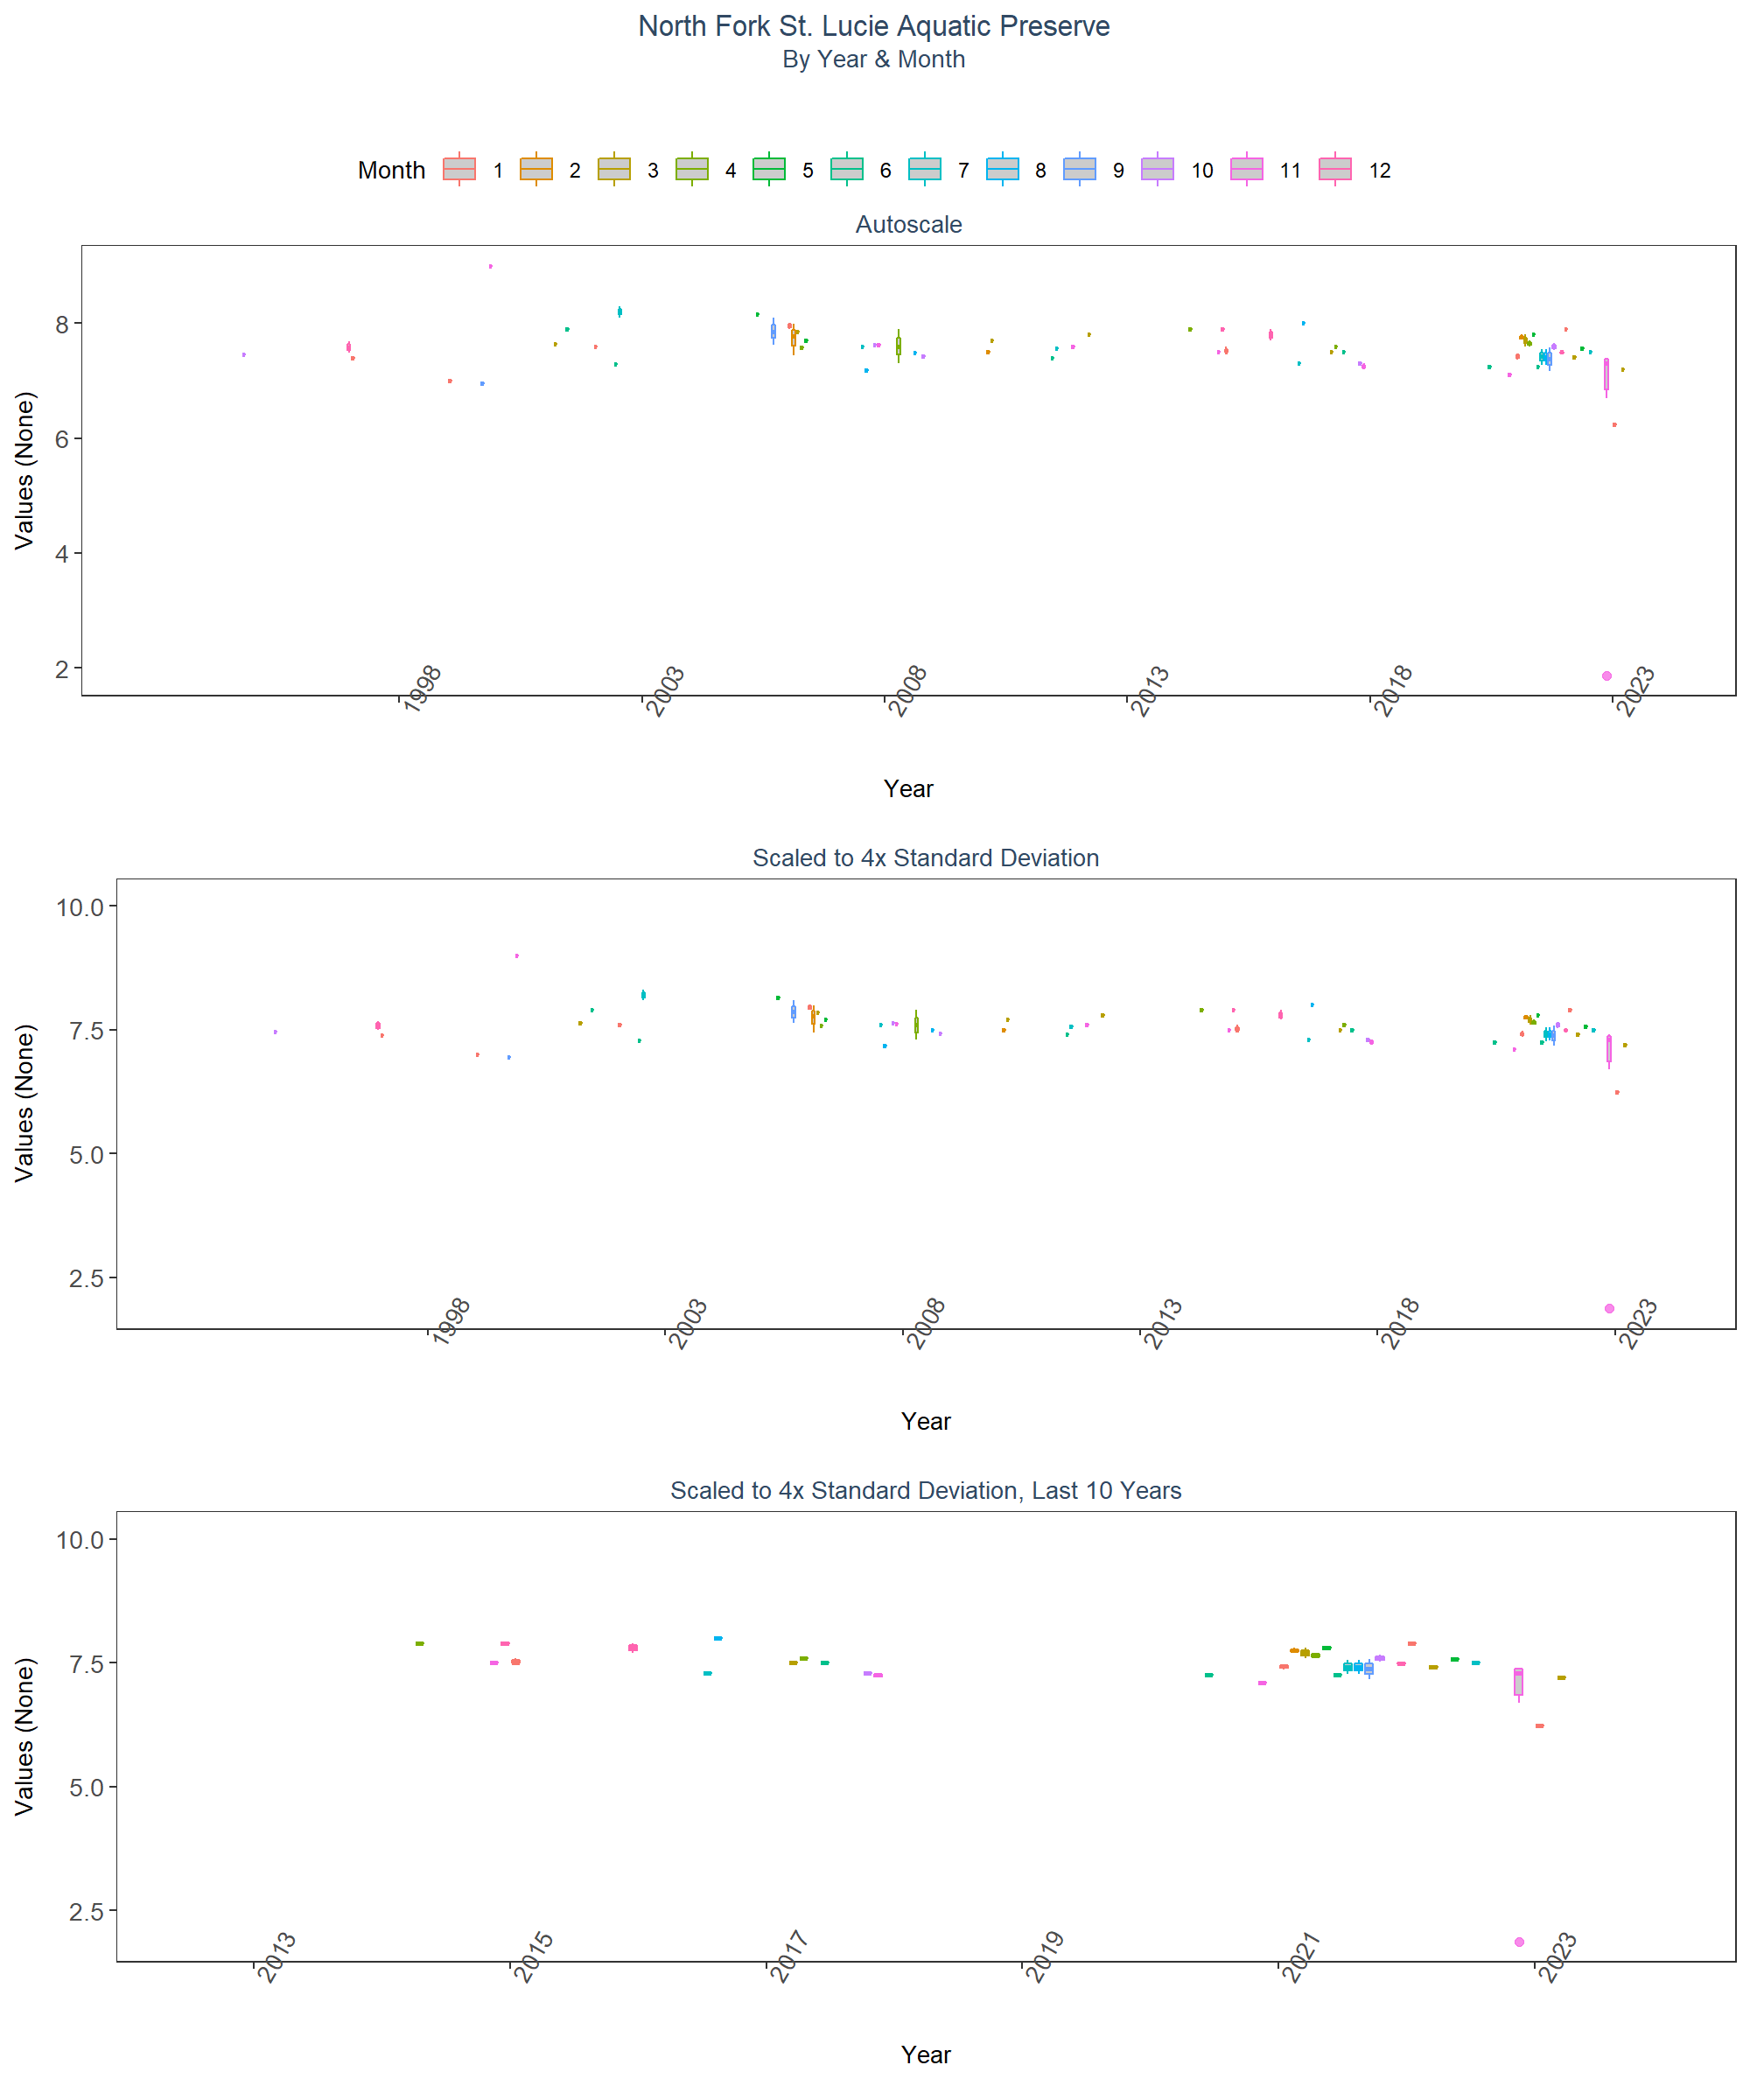 North Fork St. Lucie Aquatic Preserve
By Year & Month
Month 1 2 3 4 5 6 7 8 9 10 11 12
Autoscale
Values (None)
8
6
4
2
1998 2003 2008 2013 2018 2023
Year
Scaled to 4x Standard Deviation
Values (None)
10.0
7.5
5.0
2.5
1998 2003 2008 2013 2018 2023
Year
Scaled to 4x Standard Deviation, Last 10 Years
Values (None)
10.0
7.5
5.0
2.5
2013 2015 2017 2019 2021 2023
Year